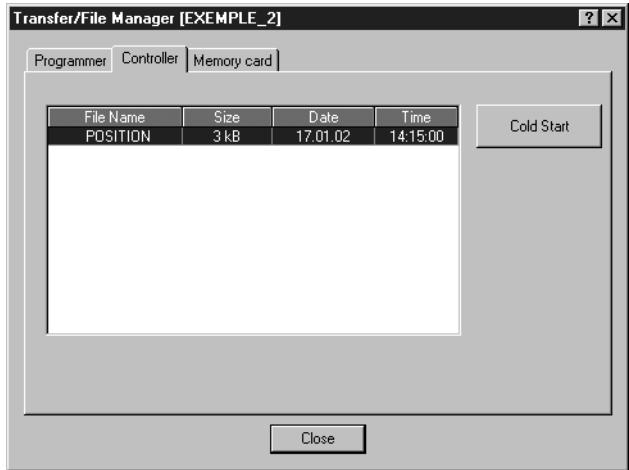 Transfer/File Manager [EXEMPLE_2]
Programmer Controller Memory card
File Name Size Date Time
POSITION 3 kB 17.01.02 14:15:00
Cold Start
Close